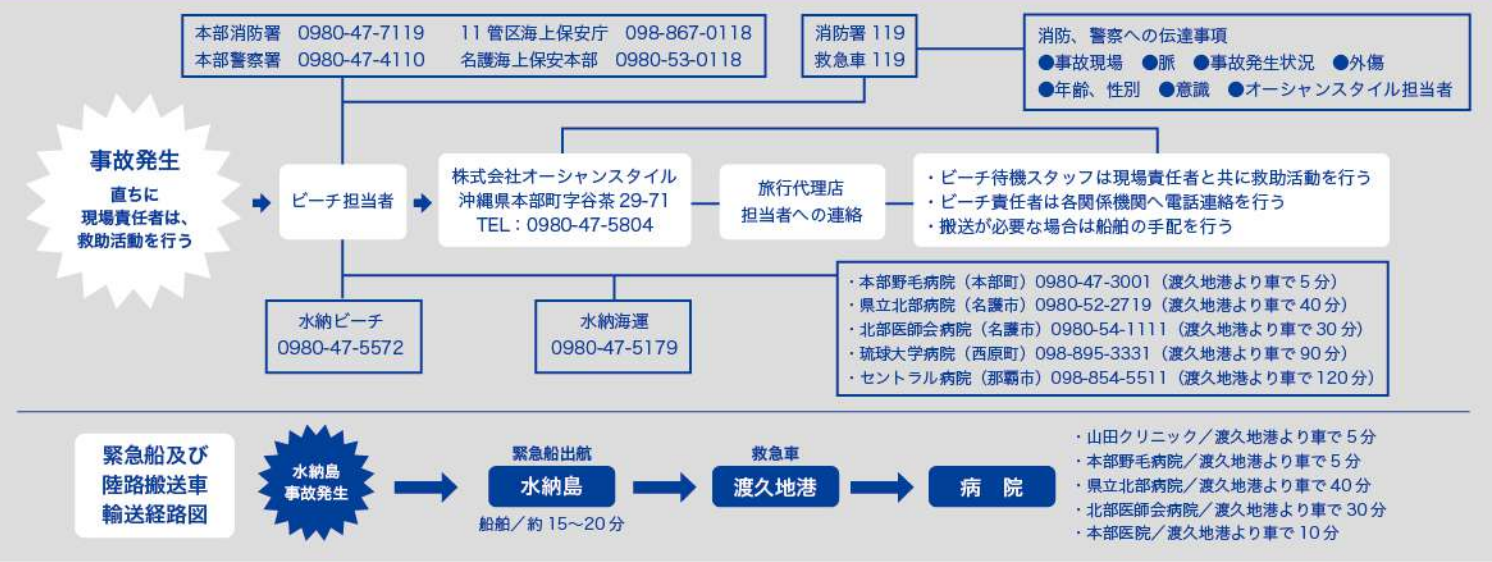 本部消防署 0980-47-7119 11管区海上保安庁 098-867-0118
本部警察署 0980-47-4110 名護海上保安本部 0980-53-0118
消防署 119
救急車 119
消防、警察への伝達事項
●事故現場 ●脈 ●事故発生状況 ●外傷
●年齢、性別 ●意識 ●オーシャンスタイル担当者
事故発生
直ちに
現場責任者は、
救助活動を行う
ビーチ担当者
株式会社オーシャンスタイル
沖縄県本部町字谷茶 29-71
TEL：0980-47-5804
旅行代理店
担当者への連絡
・ビーチ待機スタッフは現場責任者と共に救助活動を行う
・ビーチ責任者は各関係機関へ電話連絡を行う
・搬送が必要な場合は船舶の手配を行う
水納ビーチ
0980-47-5572
水納海運
0980-47-5179
・本部野毛病院（本部町）0980-47-3001（渡久地港より車で5分）
・県立北部病院（名護市）0980-52-2719（渡久地港より車で40分）
・北部医師会病院（名護市）0980-54-1111（渡久地港より車で30分）
・琉球大学病院（西原町）098-895-3331（渡久地港より車で90分）
・セントラル病院（那覇市）098-854-5511（渡久地港より車で120分）
緊急船及び
陸路搬送車
輸送経路図
水納島
事故発生
緊急船出航
水納島
船舶／約15〜20分
救急車
渡久地港
病 院
・山田クリニック／渡久地港より車で5分
・本部野毛病院／渡久地港より車で5分
・県立北部病院／渡久地港より車で40分
・北部医師会病院／渡久地港より車で30分
・本部医院／渡久地港より車で10分